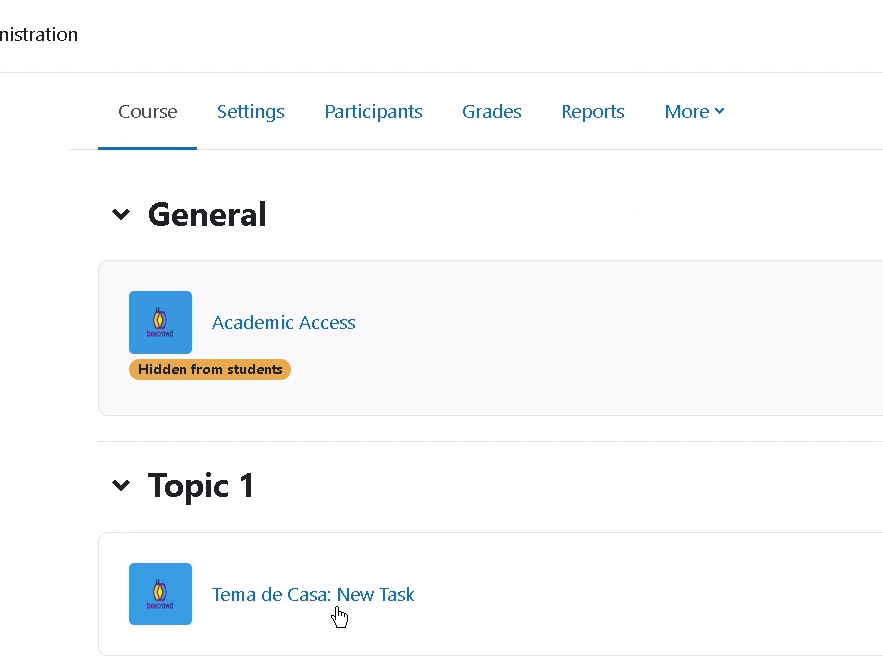 nistration
Course Settings Participants Grades Reports More
General
beecrowd
Academic Access
Hidden from students
Topic 1
beecrowd
Tema de Casa: New Task